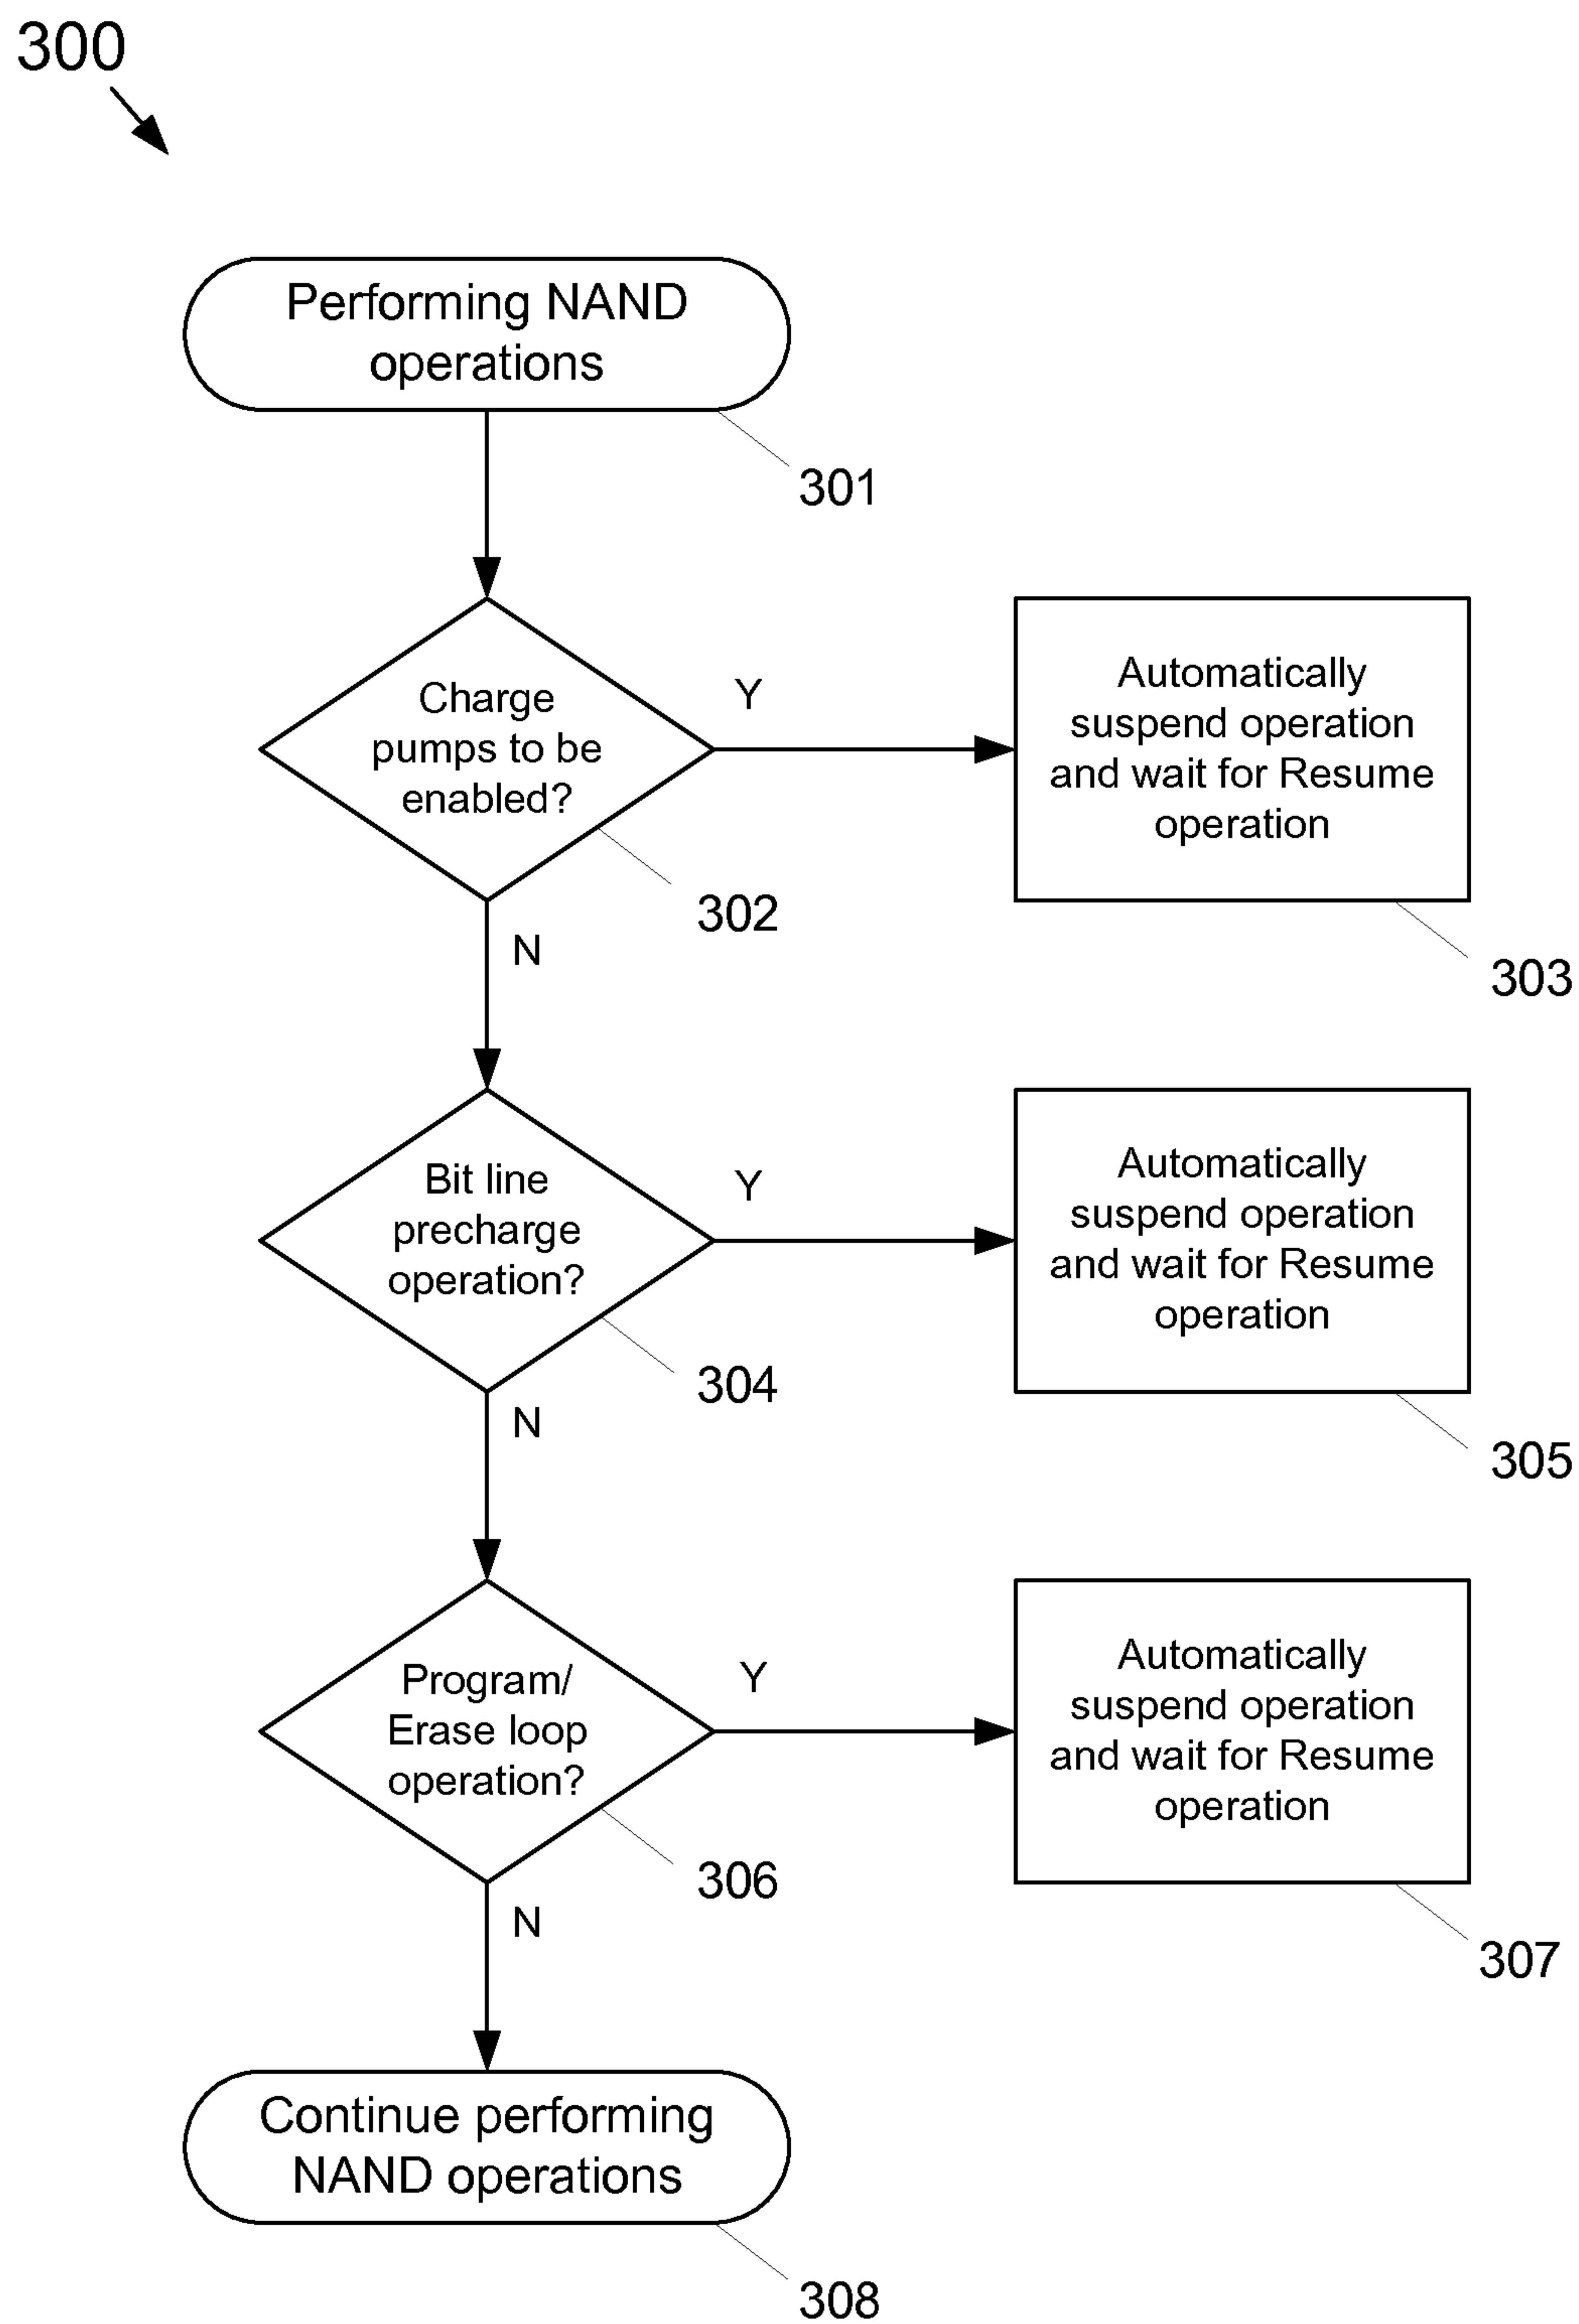 300
Performing NAND
operations
301
Charge
pumps to be
enabled?
302
Y
N
Automatically
suspend operation
and wait for Resume
operation
303
Bit line
precharge
operation?
304
Y
N
Automatically
suspend operation
and wait for Resume
operation
305
Program/
Erase loop
operation?
306
Y
N
Automatically
suspend operation
and wait for Resume
operation
307
Continue performing
NAND operations
308